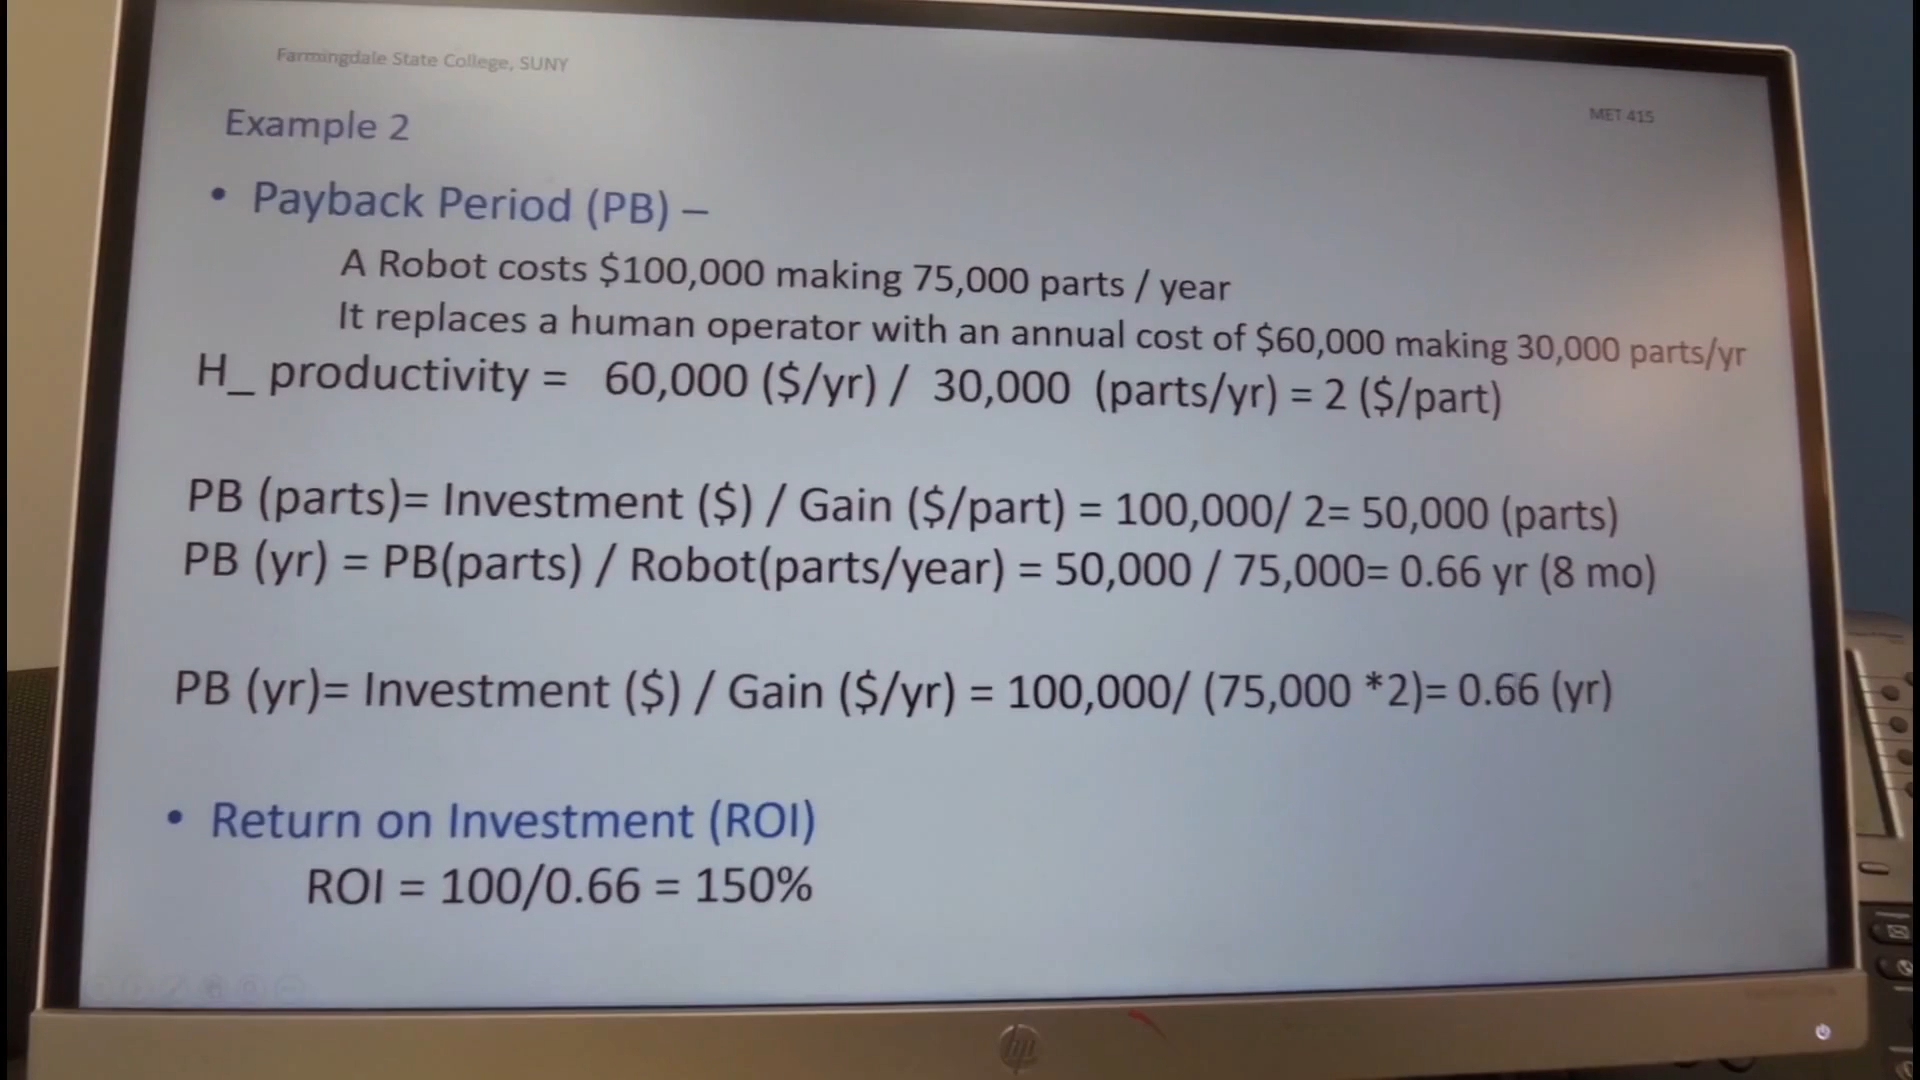 Farmingdale State College, SUNY
MET 415
Example 2
• Payback Period (PB) –
A Robot costs $100,000 making 75,000 parts / year
It replaces a human operator with an annual cost of $60,000 making 30,000 parts/yr
H_ productivity = 60,000 ($/yr) / 30,000 (parts/yr) = 2 ($/part)
PB (parts)= Investment ($) / Gain ($/part) = 100,000/ 2= 50,000 (parts)
PB (yr) = PB(parts) / Robot(parts/year) = 50,000 / 75,000= 0.66 yr (8 mo)
PB (yr)= Investment ($) / Gain ($/yr) = 100,000/ (75,000 *2)= 0.66 (yr)
• Return on Investment (ROI)
ROI = 100/0.66 = 150%
hp